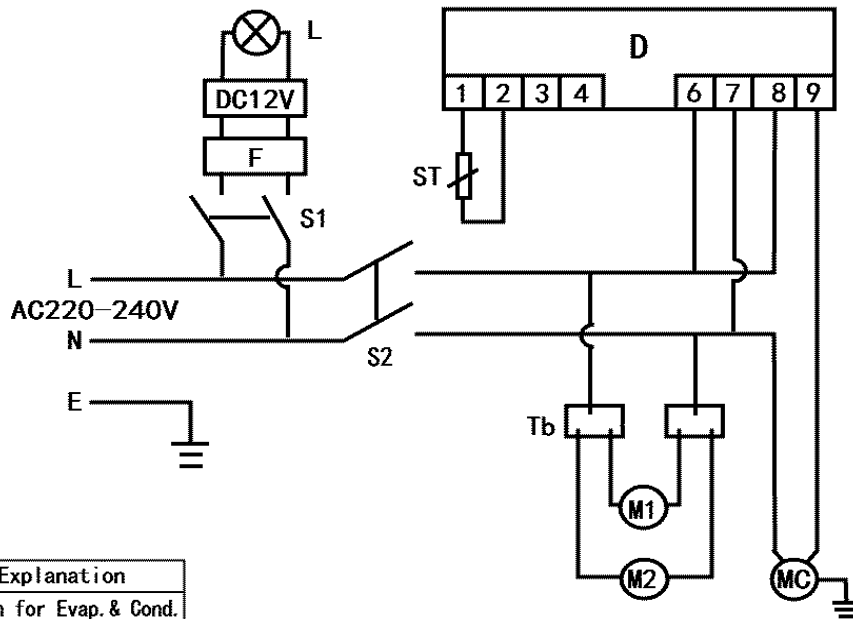 L
D
DC12V
1 2 3 4 6 7 8 9
F
ST
S1
L
AC220-240V
N
S2
E
Tb
M1
M2
MC
Explanation
for Evap.& Cond.